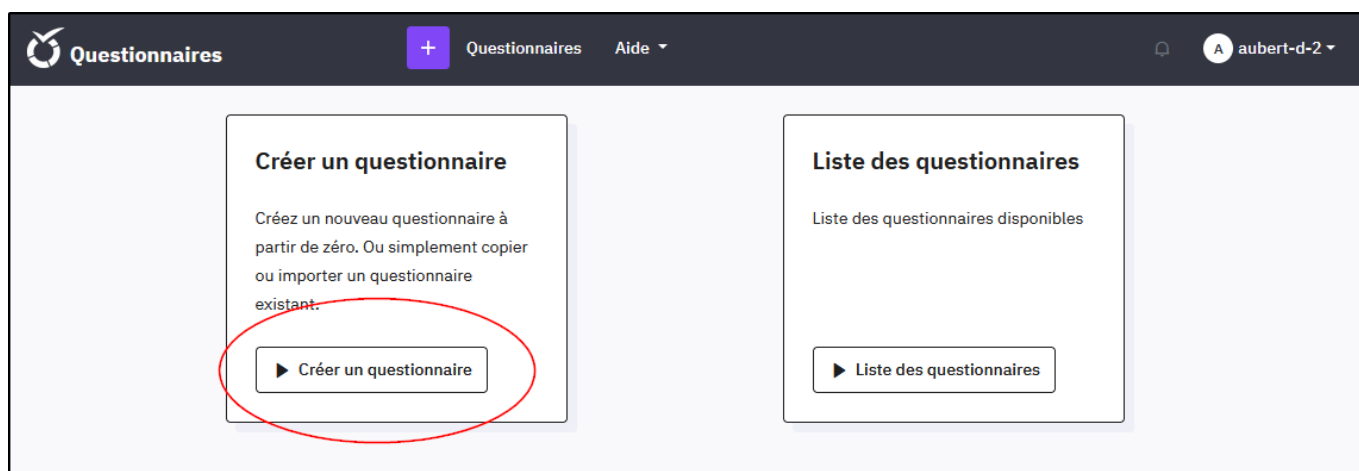 Questionnaires
+ Questionnaires Aide
A aubert-d-2
Créer un questionnaire
Créez un nouveau questionnaire à
partir de zéro. Ou simplement copier
ou importer un questionnaire
existant.
Créer un questionnaire
Liste des questionnaires
Liste des questionnaires disponibles
Liste des questionnaires